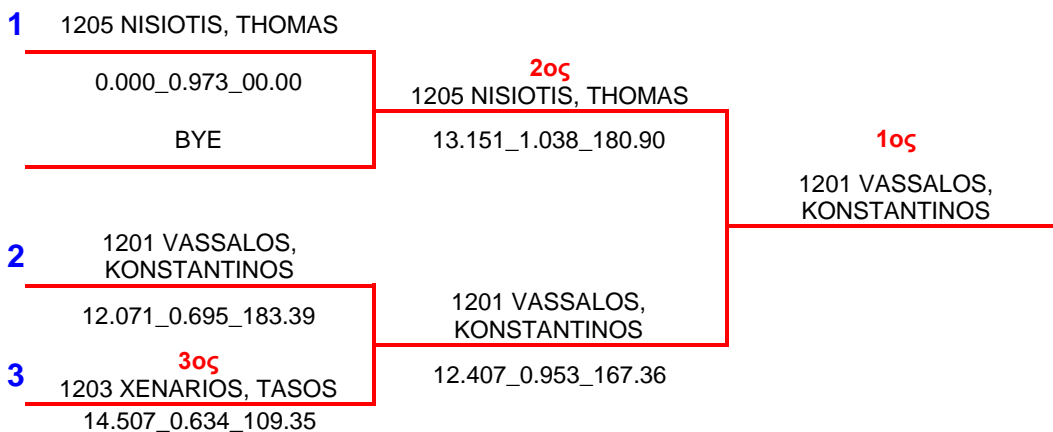 1
1205 NISIOTIS, THOMAS
0.000_0.973_00.00
BYE
2
1201 VASSALOS,
KONSTANTINOS
12.071_0.695_183.39
3
3ος
1203 XENARIOS, TASOS
14.507_0.634_109.35
2ος
1205 NISIOTIS, THOMAS
13.151_1.038_180.90
1201 VASSALOS,
KONSTANTINOS
12.407_0.953_167.36
1ος
1201 VASSALOS,
KONSTANTINOS